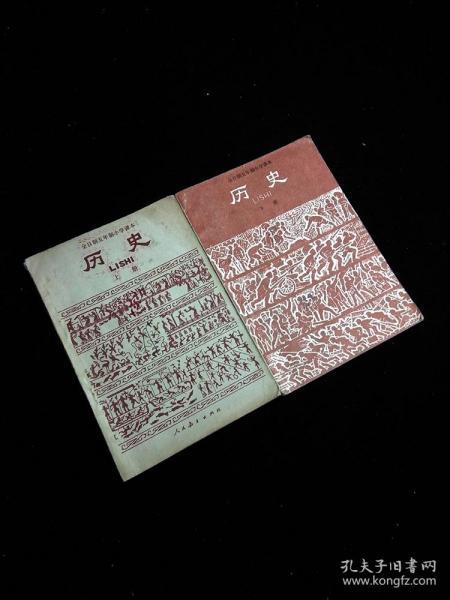 全日制五年制小学课本
历史
LISHI
上册
人民教育出版社
全日制五年制小学课本
历史
LISHI
下册
孔夫子旧书网
www.kongfz.com